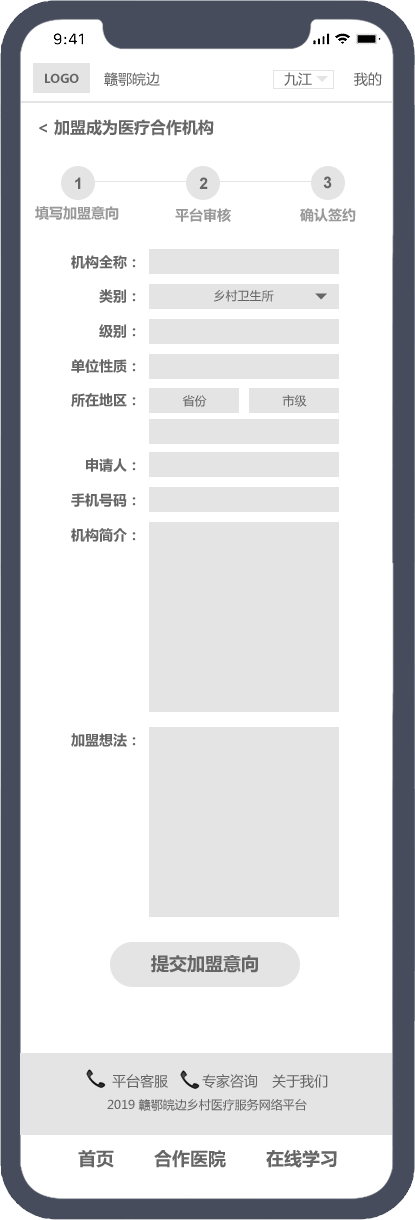 9:41
LOGO 赣鄂皖边 九江 我的
< 加盟成为医疗合作机构
1 2 3
填写加盟意向 平台审核 确认签约
机构全称：
类别： 乡村卫生所
级别：
单位性质：
所在地区： 省份 市级
申请人：
手机号码：
机构简介：
加盟想法：
提交加盟意向
平台客服 专家咨询 关于我们
2019 赣鄂皖边乡村医疗服务网络平台
首页 合作医院 在线学习